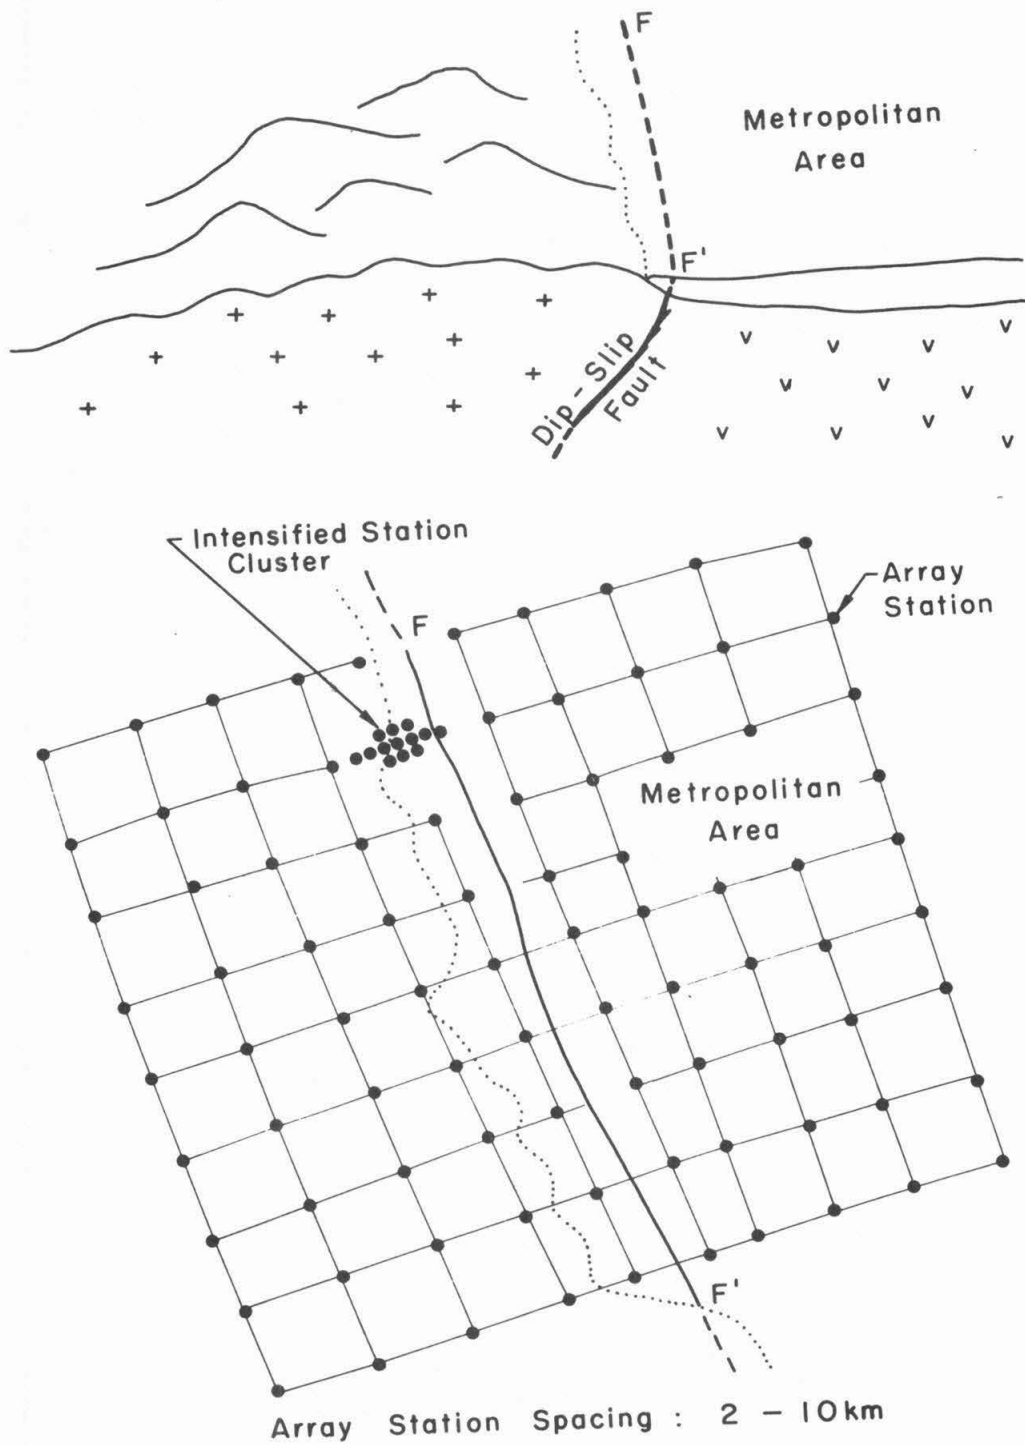 F
Metropolitan
Area
F'
Dip-Slip
Fault
Intensified Station
Cluster
Array
Station
F
Metropolitan
Area
F'
Array Station Spacing : 2 - 10km